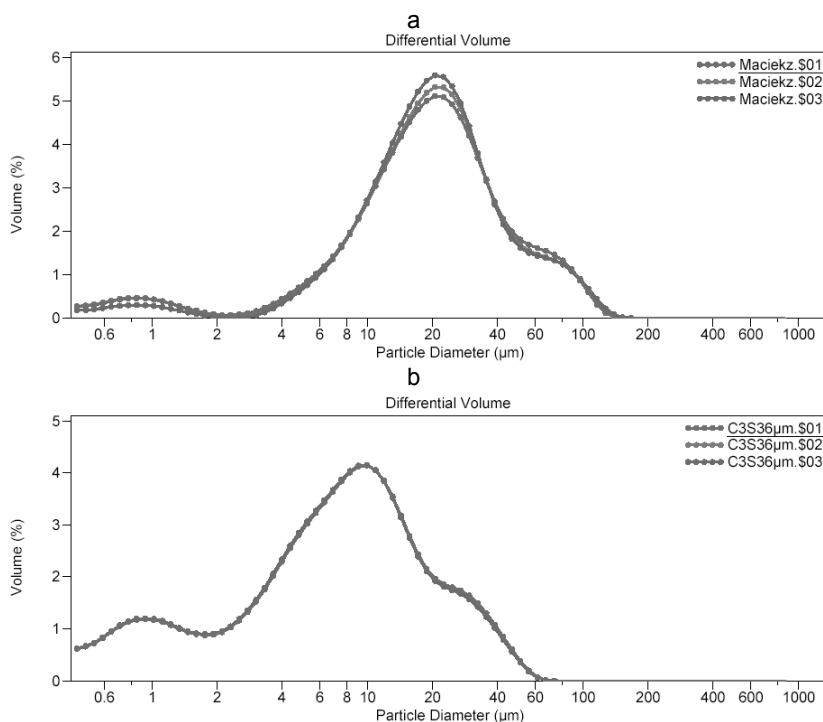 a
Differential Volume
6
5
4
3
2
1
0
Volume (%)
Maciekz.$01
Maciekz.$02
Maciekz.$03
0.6 1 2 4 6 8 10 20 40 60 100 200 400 600 1000
Particle Diameter (µm)
b
Differential Volume
5
4
3
2
1
0
Volume (%)
C3S36µm.$01
C3S36µm.$02
C3S36µm.$03
0.6 1 2 4 6 8 10 20 40 60 100 200 400 600 1000
Particle Diameter (µm)